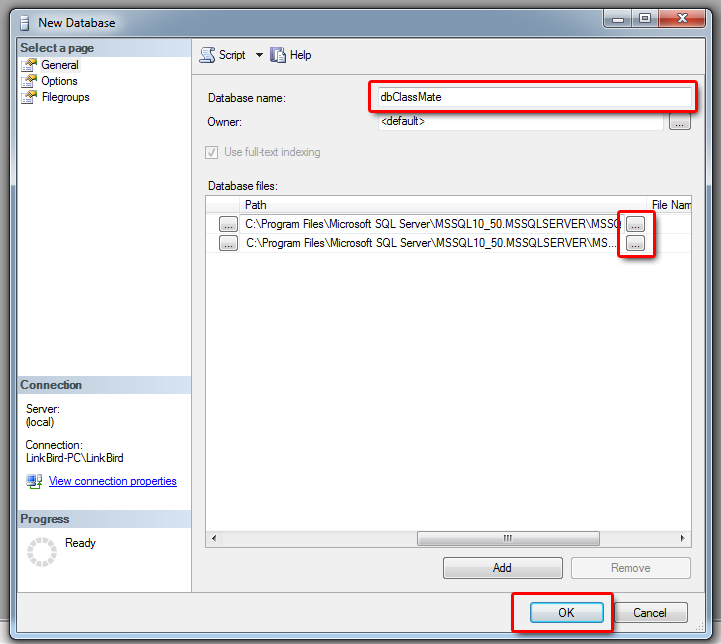 New Database
Select a page
General
Options
Filegroups
Script
Help
Database name:
dbClassMate
Owner:
<default>
...
Use full-text indexing
Database files:
Path
File Nam
...
C:\Program Files\Microsoft SQL Server\MSSQL10_50.MSSQLSERVER\MSSQ
...
...
C:\Program Files\Microsoft SQL Server\MSSQL10_50.MSSQLSERVER\MS...
...
Connection
Server:
(local)
Connection:
LinkBird-PC\LinkBird
View connection properties
Progress
Ready
Add
Remove
OK
Cancel